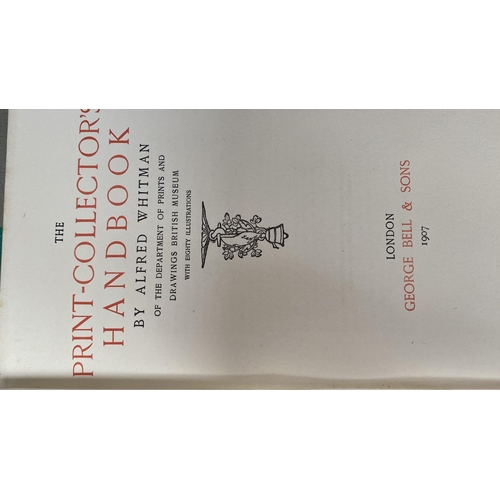 THE
PRINT-COLLECTOR'S
HANDBOOK
BY ALFRED WHITMAN
OF THE DEPARTMENT OF PRINTS AND
DRAWINGS BRITISH MUSEUM
WITH EIGHTY ILLUSTRATIONS
LONDON
GEORGE BELL & SONS
1907